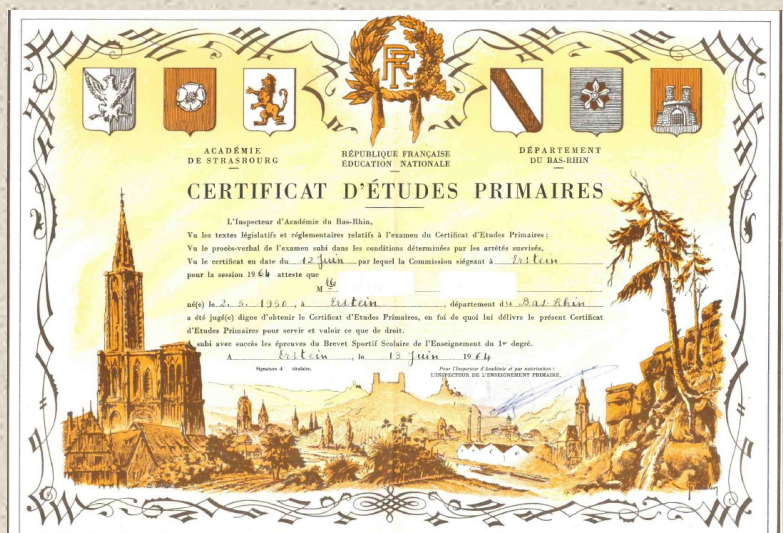 RF
ACADÉMIE
DE STRASBOURG
RÉPUBLIQUE FRANÇAISE
ÉDUCATION NATIONALE
DÉPARTEMENT
DU BAS-RHIN
CERTIFICAT D'ÉTUDES PRIMAIRES
L'Inspecteur d'Académie du Bas-Rhin,
Vu les textes législatifs et réglementaires relatifs à l'examen du Certificat d'Etudes Primaires ;
Vu le procès-verbal de l'examen subi dans les conditions déterminées par les arrêtés susvisés,
Vu le certificat en date du 12 Juin par lequel la Commission siégeant à Erstein
pour la session 1964 atteste que
M lle
né(e) le 2. 5. 1950, à Erstein, département du Bas-Rhin
a été jugé(e) digne d'obtenir le Certificat d'Etudes Primaires, en foi de quoi lui délivre le présent Certificat
d'Etudes Primaires pour servir et valoir ce que de droit.
A subi avec succès les épreuves du Brevet Sportif Scolaire de l'Enseignement du 1er degré.
A Erstein, le 13 Juin 1964
Signature d titulaire.
Pour l'Inspecteur d'Académie et par autorisation :
L'INSPECTEUR DE L'ENSEIGNEMENT PRIMAIRE,